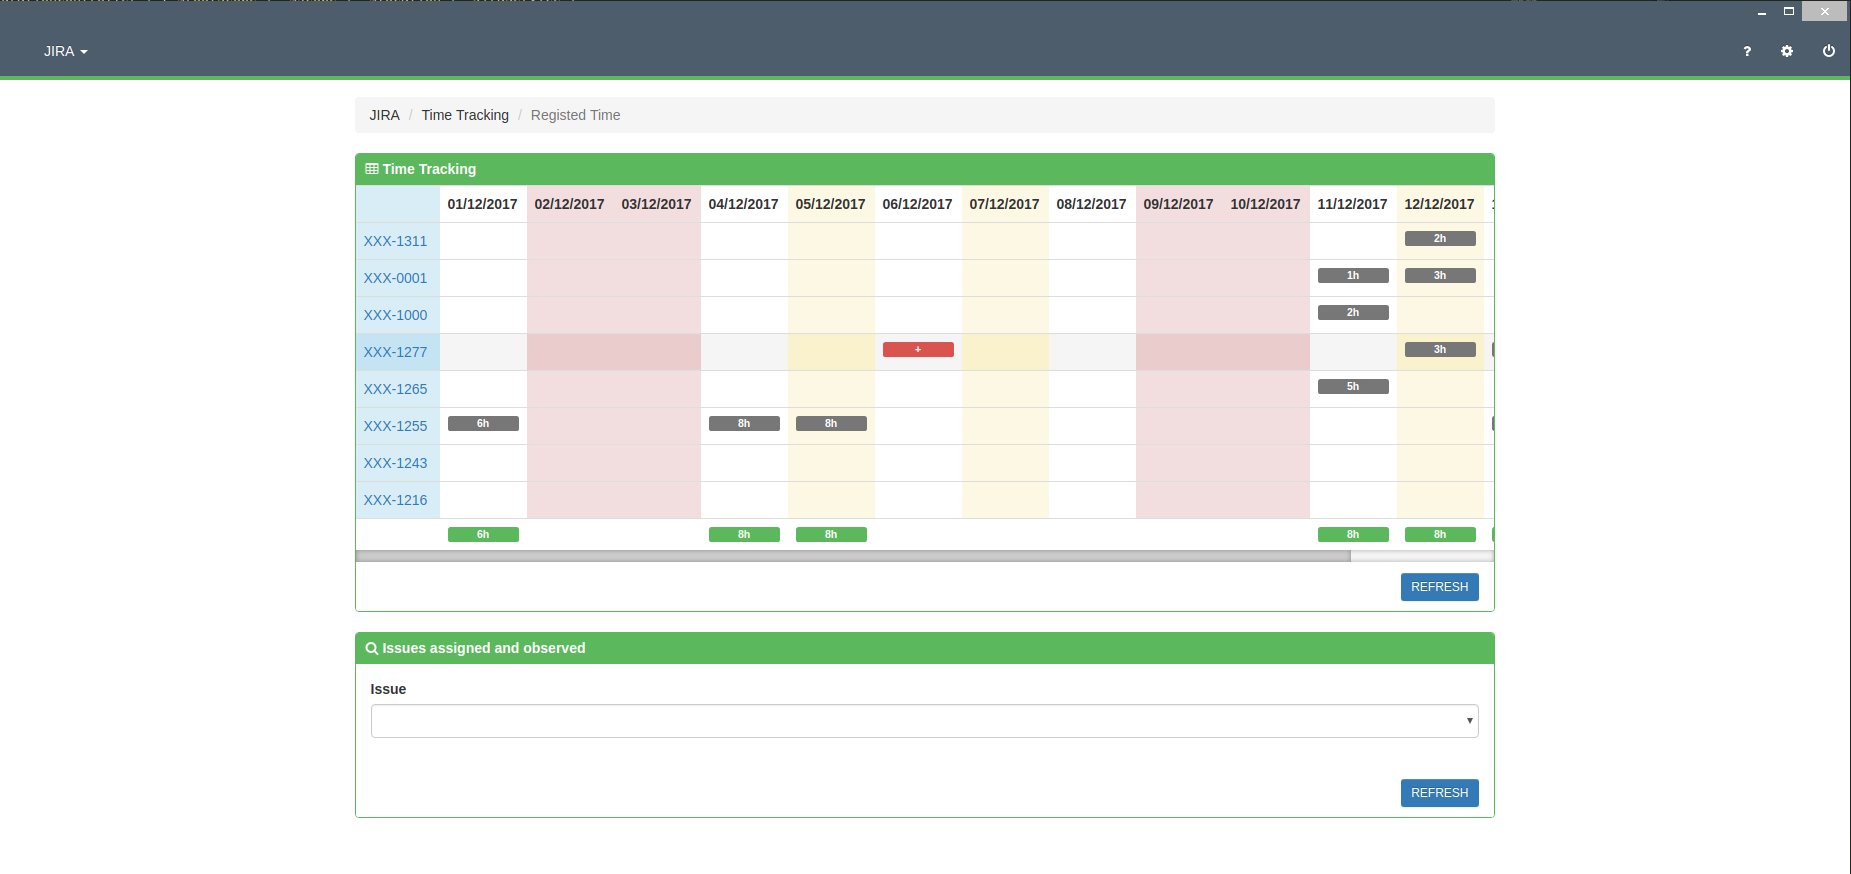 JIRA
?
JIRA / Time Tracking / Registed Time
Time Tracking
01/12/2017 02/12/2017 03/12/2017 04/12/2017 05/12/2017 06/12/2017 07/12/2017 08/12/2017 09/12/2017 10/12/2017 11/12/2017 12/12/2017
XXX-1311 2h
XXX-0001 1h 3h
XXX-1000 2h
XXX-1277 + 3h
XXX-1265 5h
XXX-1255 6h 8h 8h
XXX-1243
XXX-1216
6h 8h 8h 8h 8h
REFRESH
Issues assigned and observed
Issue
REFRESH